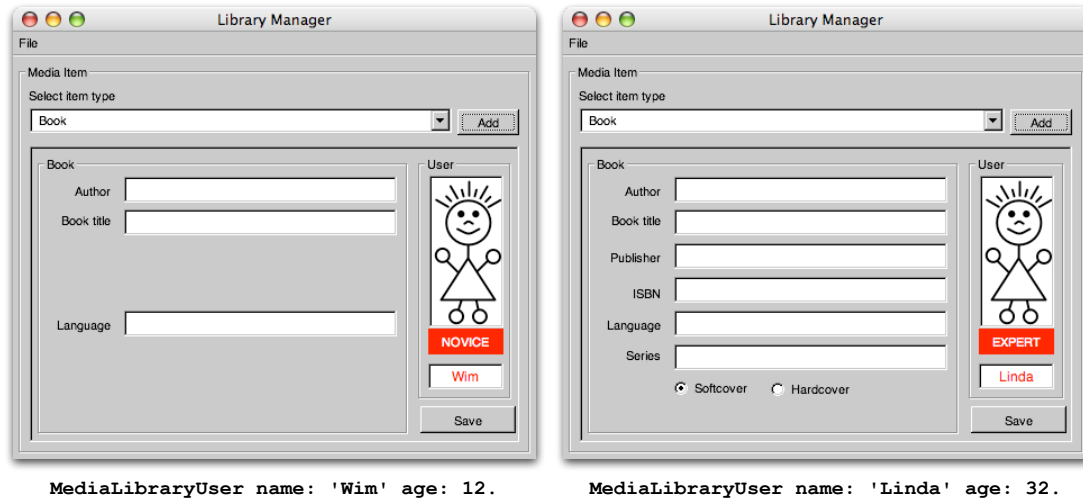 Library Manager
File
Media Item
Select item type
Book
Add
Book
Author
Book title
Language
User
NOVICE
Wim
Save
MediaLibraryUser name: 'Wim' age: 12.
Library Manager
File
Media Item
Select item type
Book
Add
Book
Author
Book title
Publisher
ISBN
Language
Series
Softcover Hardcover
User
EXPERT
Linda
Save
MediaLibraryUser name: 'Linda' age: 32.